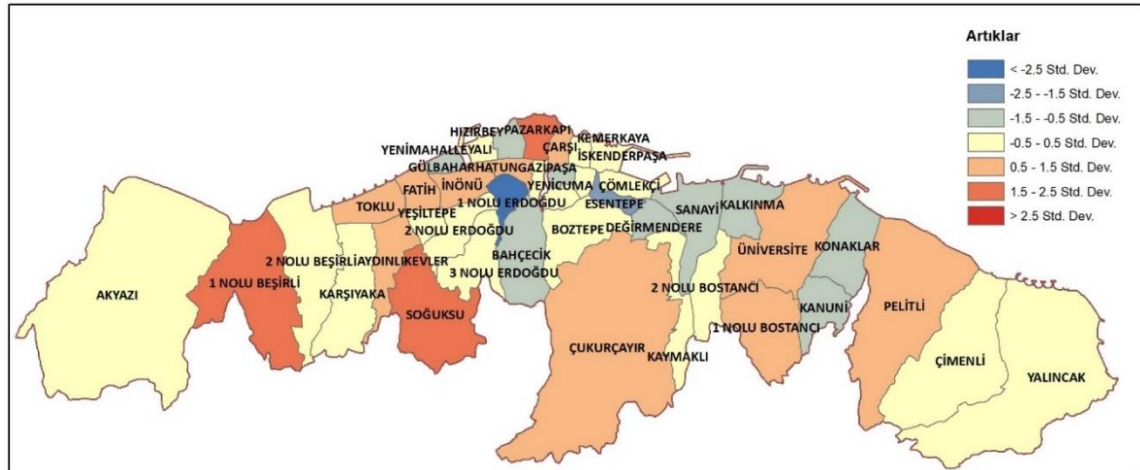 Artıklar
< -2.5 Std. Dev.
-2.5 - -1.5 Std. Dev.
-1.5 - -0.5 Std. Dev.
-0.5 - 0.5 Std. Dev.
0.5 - 1.5 Std. Dev.
1.5 - 2.5 Std. Dev.
> 2.5 Std. Dev.
HIZIRBEY
PAZARKAPI
KEMERKAYA
YENİMAHALLE
YALI
ÇARŞI
İSKENDERPAŞA
GÜLBAHARHATUN
GAZİPAŞA
FATİH
İNÖNÜ
YENİCUMA
ÇÖMLEKÇİ
TOKLU
1 NOLU ERDOĞDU
ESENTEPE
YEŞİLTEPE
SANAYİ
KALKINMA
2 NOLU ERDOĞDU
BOZTEPE
DEĞİRMENDERE
ÜNİVERSİTE
KONAKLAR
2 NOLU BEŞİRLİ
AYDINLIKEVLER
BAHÇECİK
3 NOLU ERDOĞDU
1 NOLU BEŞİRLİ
AKYAZI
KARŞIYAKA
2 NOLU BOSTANCI
SOĞUKSU
KANUNİ
PELİTLİ
1 NOLU BOSTANCI
ÇUKURÇAYIR
KAYMAKLI
ÇİMENLİ
YALINCAK